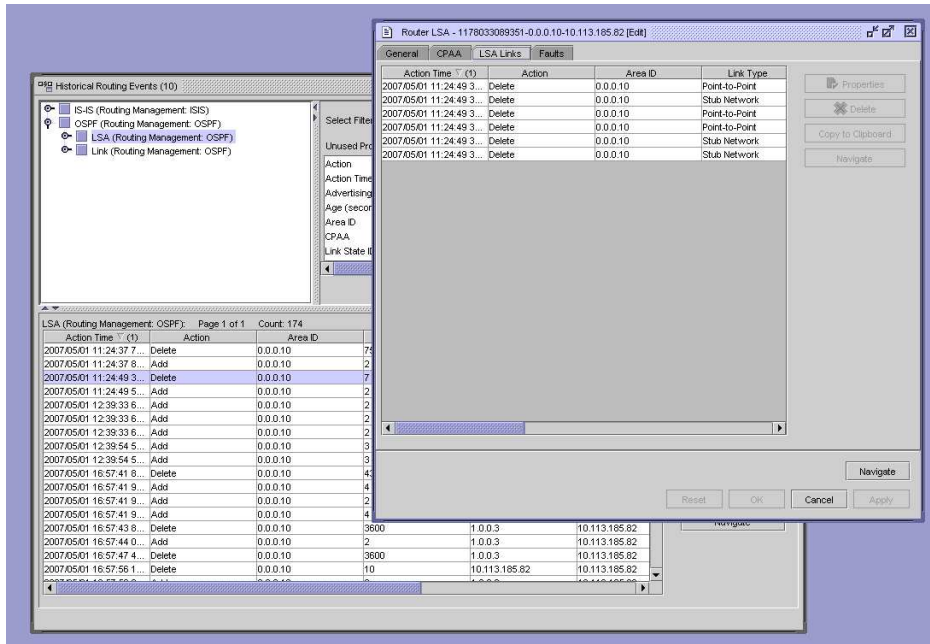 Router LSA - 1178033089351-0.0.0.10-10.113.185.82 [Edit]
General CPAA LSA Links Faults
Action Time (1) Action Area ID Link Type
2007/05/01 11:24:49 3... Delete 0.0.0.10 Point-to-Point
2007/05/01 11:24:49 3... Delete 0.0.0.10 Stub Network
2007/05/01 11:24:49 3... Delete 0.0.0.10 Point-to-Point
2007/05/01 11:24:49 3... Delete 0.0.0.10 Point-to-Point
2007/05/01 11:24:49 3... Delete 0.0.0.10 Stub Network
2007/05/01 11:24:49 3... Delete 0.0.0.10 Stub Network
Properties
Delete
Copy to Clipboard
Navigate
Navigate
Reset OK Cancel Apply
Historical Routing Events (10)
IS-IS (Routing Management: ISIS)
OSPF (Routing Management: OSPF)
LSA (Routing Management: OSPF)
Link (Routing Management: OSPF)
Select Filte
Unused Pro
Action
Action Time
Advertising
Age (secor
Area ID
CPAA
Link State ID
LSA (Routing Management: OSPF): Page 1 of 1 Count: 174
Action Time (1) Action Area ID
2007/05/01 11:24:37 7... Delete 0.0.0.10 75
2007/05/01 11:24:37 8... Add 0.0.0.10 2
2007/05/01 11:24:49 3... Delete 0.0.0.10 7
2007/05/01 11:24:49 5... Add 0.0.0.10 2
2007/05/01 12:39:33 6... Add 0.0.0.10 2
2007/05/01 12:39:33 6... Add 0.0.0.10 2
2007/05/01 12:39:33 6... Add 0.0.0.10 2
2007/05/01 12:39:54 5... Add 0.0.0.10 3
2007/05/01 12:39:54 5... Add 0.0.0.10 3
2007/05/01 16:57:41 8... Delete 0.0.0.10 43
2007/05/01 16:57:41 9... Add 0.0.0.10 4
2007/05/01 16:57:41 9... Add 0.0.0.10 2
2007/05/01 16:57:41 9... Add 0.0.0.10 4
2007/05/01 16:57:43 8... Delete 0.0.0.10 3600 1.0.0.3 10.113.185.82
2007/05/01 16:57:44 0... Add 0.0.0.10 2 1.0.0.3 10.113.185.82
2007/05/01 16:57:47 4... Delete 0.0.0.10 3600 1.0.0.3 10.113.185.82
2007/05/01 16:57:56 1... Delete 0.0.0.10 10 10.113.185.82 10.113.185.82
Navigate